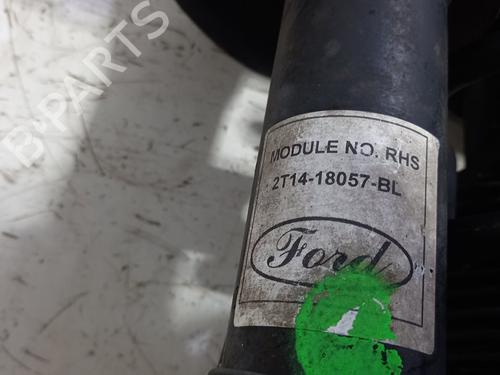 B-PARTS
MODULE NO. RHS
2T14-18057-BL
Ford